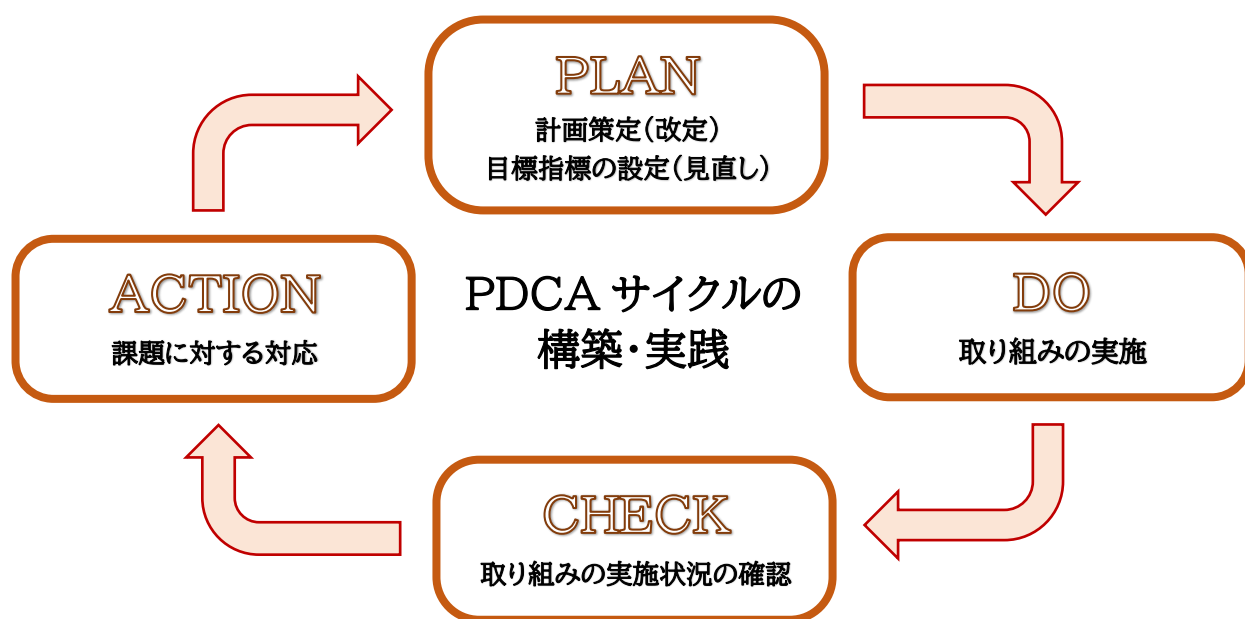 PLAN
計画策定(改定)
目標指標の設定(見直し)
ACTION
課題に対する対応
PDCA サイクルの
構築・実践
DO
取り組みの実施
CHECK
取り組みの実施状況の確認